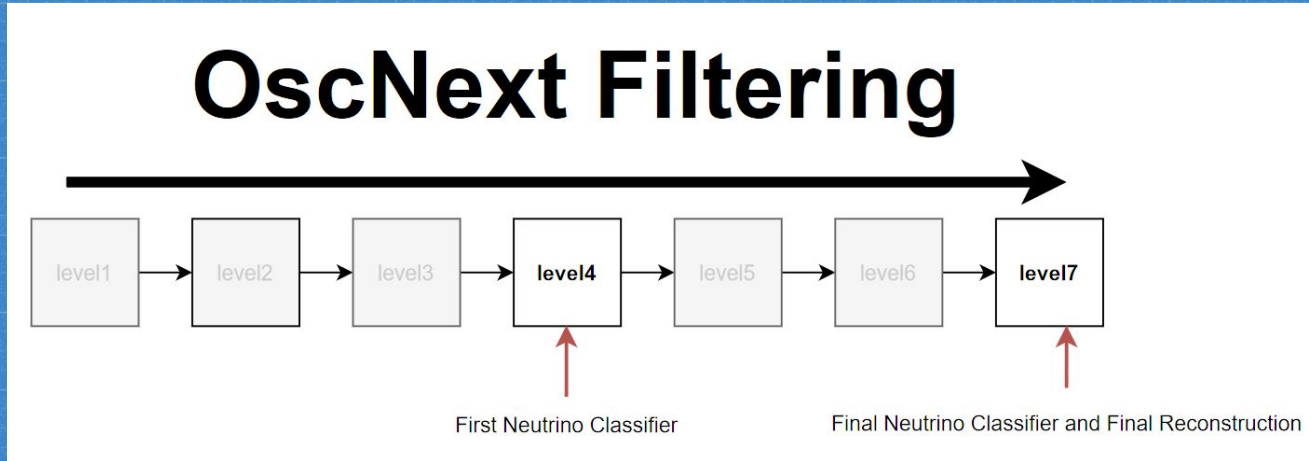 OscNext Filtering
level1 level2 level3 level4 level5 level6 level7
First Neutrino Classifier
Final Neutrino Classifier and Final Reconstruction